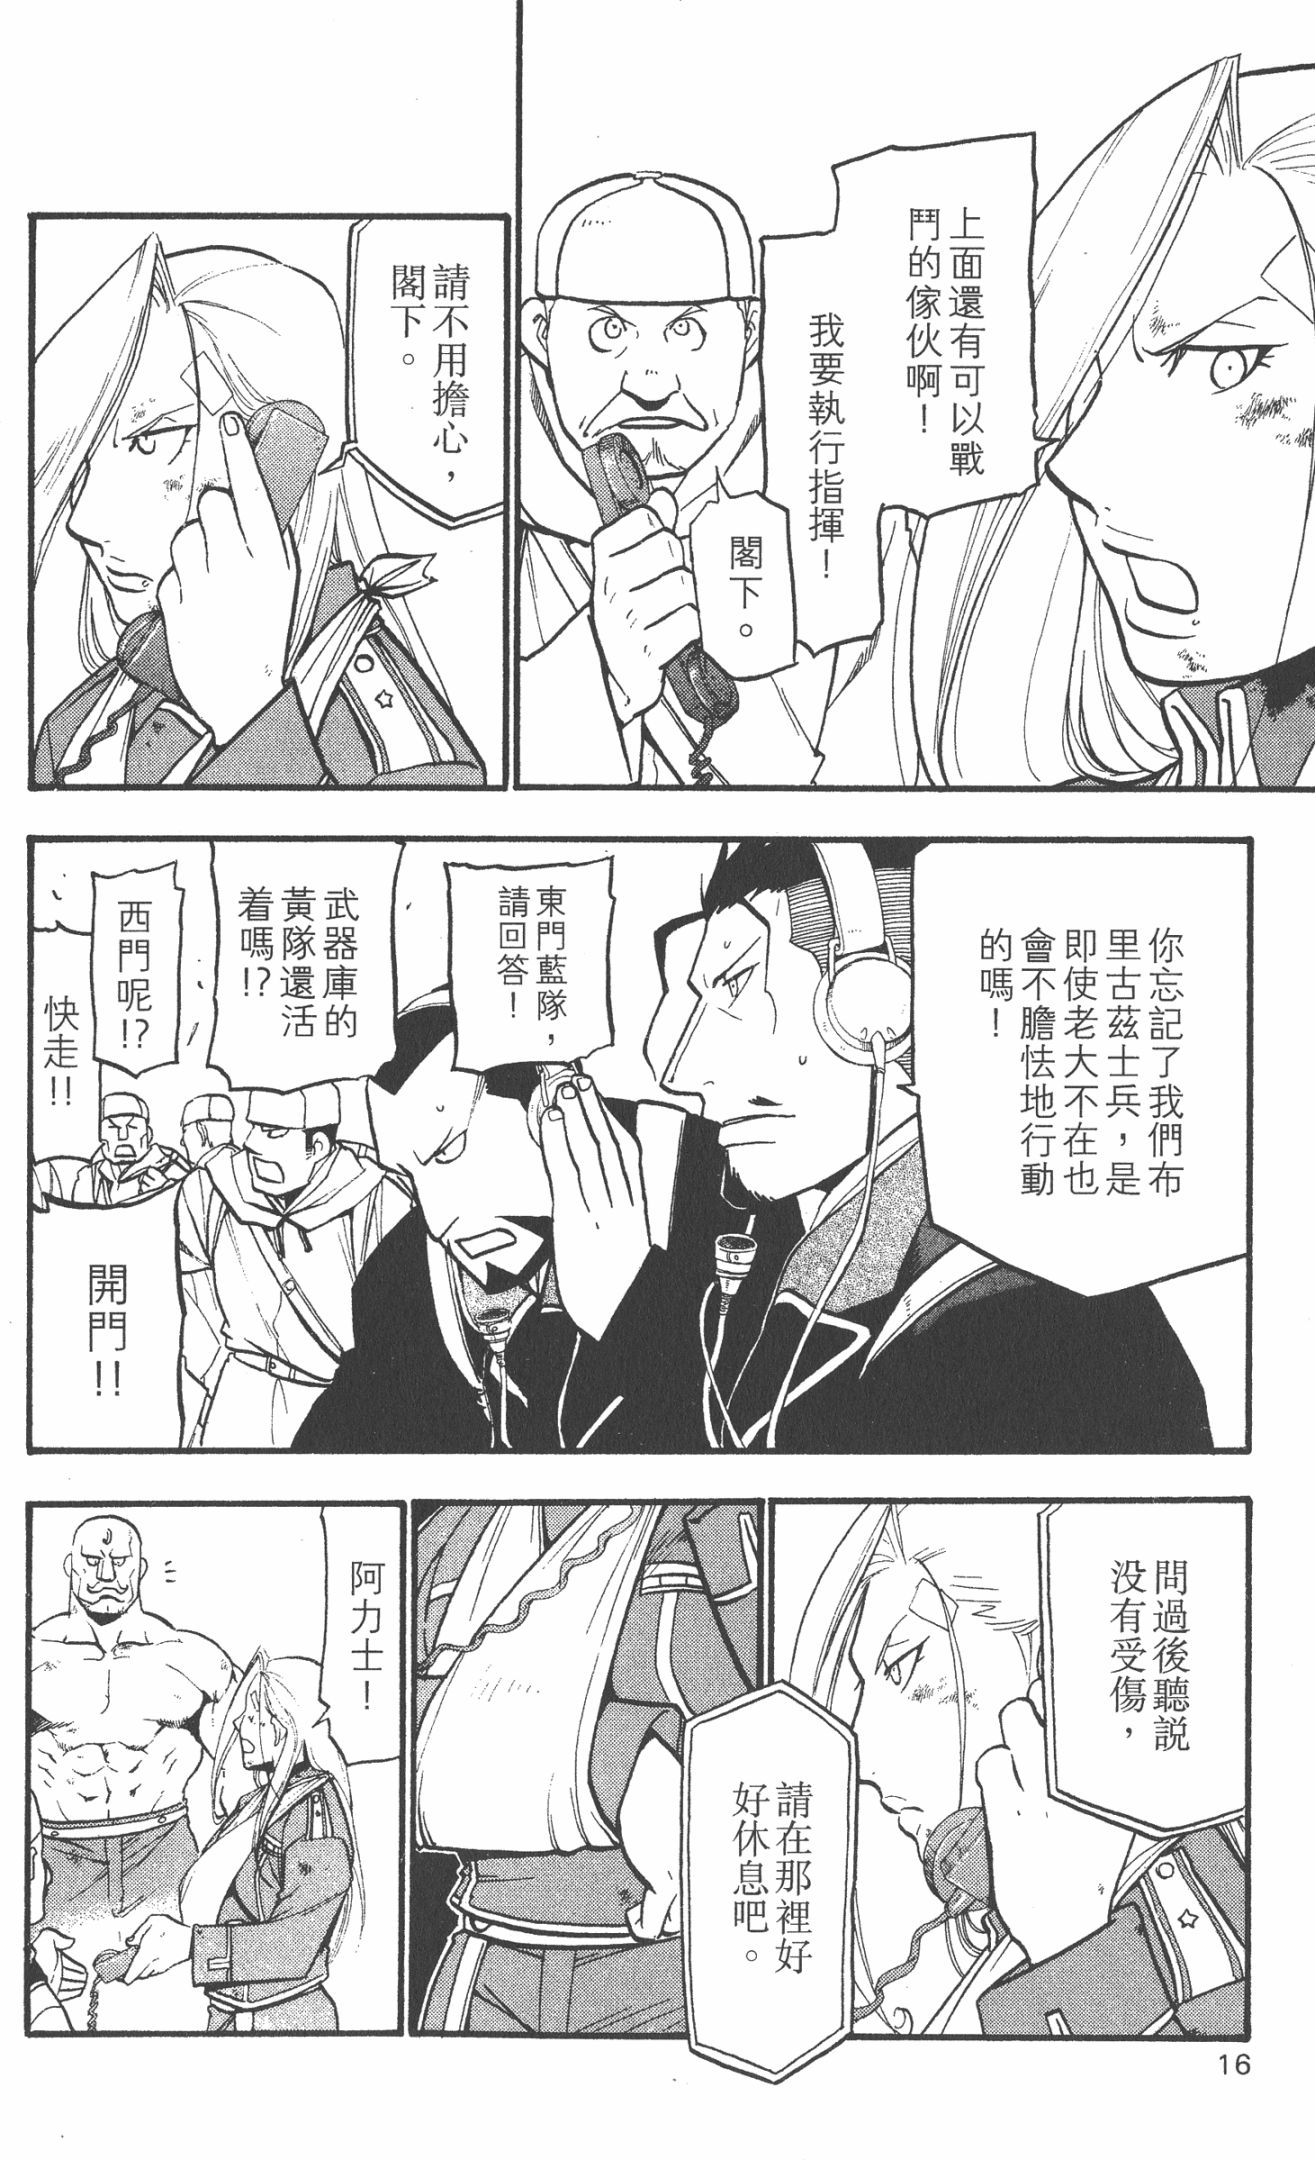 上面還有可以戰
鬥的傢伙啊！
我要執行指揮！
閣下。
請不用擔心，
閣下。
你忘記了我們布
里古茲士兵，是
即使老大不在也
會不膽怯地行動
的嗎！
東門藍隊，
請回答！
武器庫的
黃隊還活
着嗎!?
西門呢!?
快走!!
開門!!
問過後聽説
没有受傷，
請在那裡好
好休息吧。
阿力士！
16